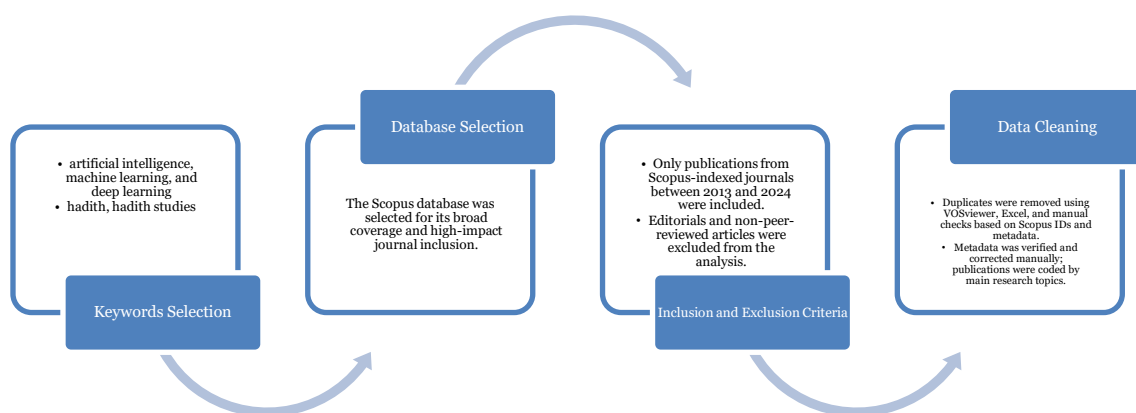 • artificial intelligence,
machine learning, and
deep learning
• hadith, hadith studies
Keywords Selection
Database Selection
The Scopus database was
selected for its broad
coverage and high-impact
journal inclusion.
• Only publications from
Scopus-indexed journals
between 2013 and 2024
were included.
• Editorials and non-peer-
reviewed articles were
excluded from the
analysis.
Inclusion and Exclusion Criteria
Data Cleaning
• Duplicates were removed using
VOSviewer, Excel, and manual
checks based on Scopus IDs and
metadata.
• Metadata was verified and
corrected manually;
publications were coded by
main research topics.